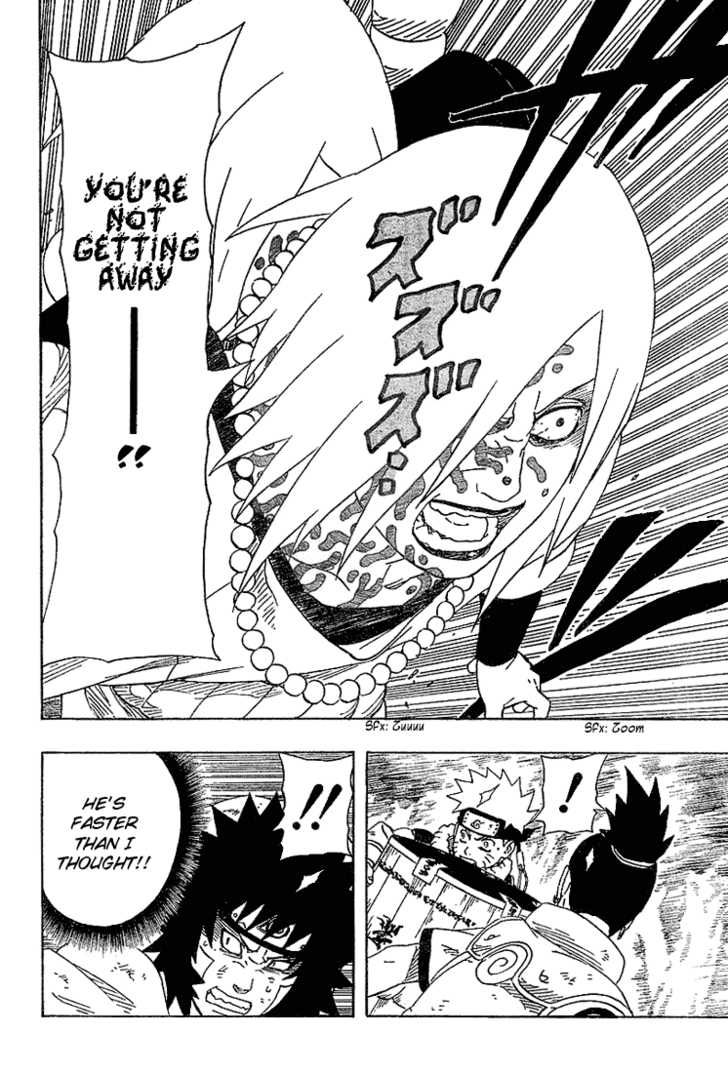 YOU'RE
NOT
GETTING
AWAY
!!
ズズズ・
Sfx: Zuuuu
Sfx: Zoom
!
!!
HE'S
FASTER
THAN I
THOUGHT!!